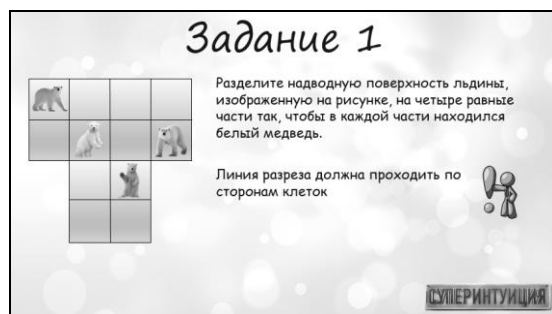 Задание 1
Разделите надводную поверхность льдины,
изображенную на рисунке, на четыре равные
части так, чтобы в каждой части находился
белый медведь.
Линия разреза должна проходить по
сторонам клеток
СУПЕРИНТУИЦИЯ